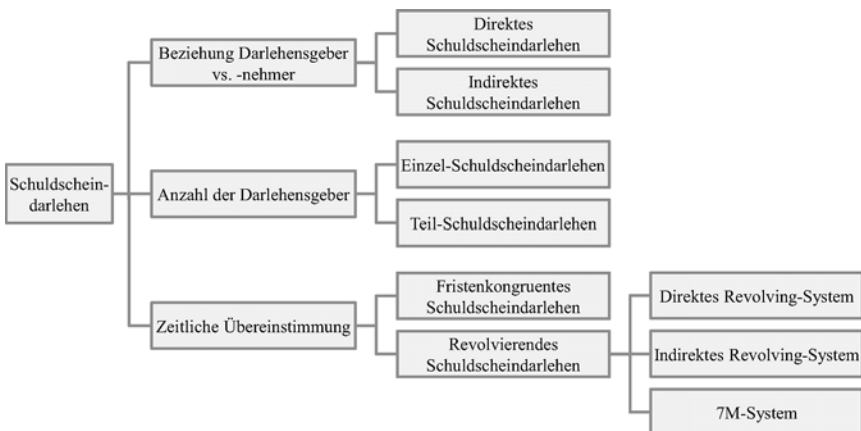 Schuldschein-
darlehen
Beziehung Darlehensgeber
vs. -nehmer
Direktes
Schuldscheindarlehen
Indirektes
Schuldscheindarlehen
Anzahl der Darlehensgeber
Einzel-Schuldscheindarlehen
Teil-Schuldscheindarlehen
Zeitliche Übereinstimmung
Fristenkongruentes
Schuldscheindarlehen
Revolvierendes
Schuldscheindarlehen
Direktes Revolving-System
Indirektes Revolving-System
7M-System